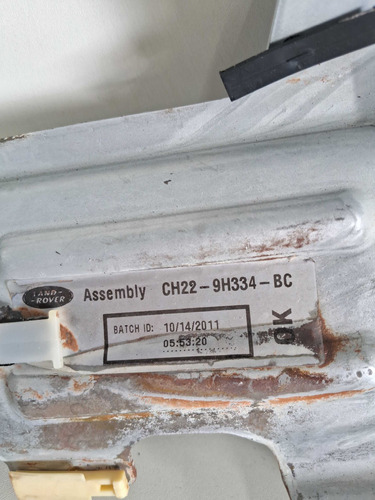 LAND-
-ROVER
Assembly CH22-9H334-BC
BATCH ID: 10/14/2011
05:53:20
OK